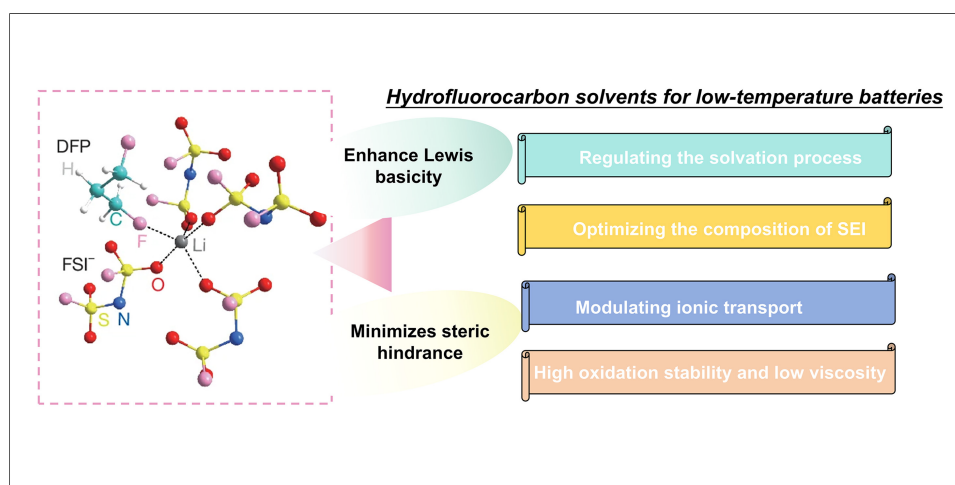 Hydrofluorocarbon solvents for low-temperature batteries
DFP
H
C
F
Li
FSI⁻
O
S
N
Enhance Lewis
basicity
Minimizes steric
hindrance
Regulating the solvation process
Optimizing the composition of SEI
Modulating ionic transport
High oxidation stability and low viscosity